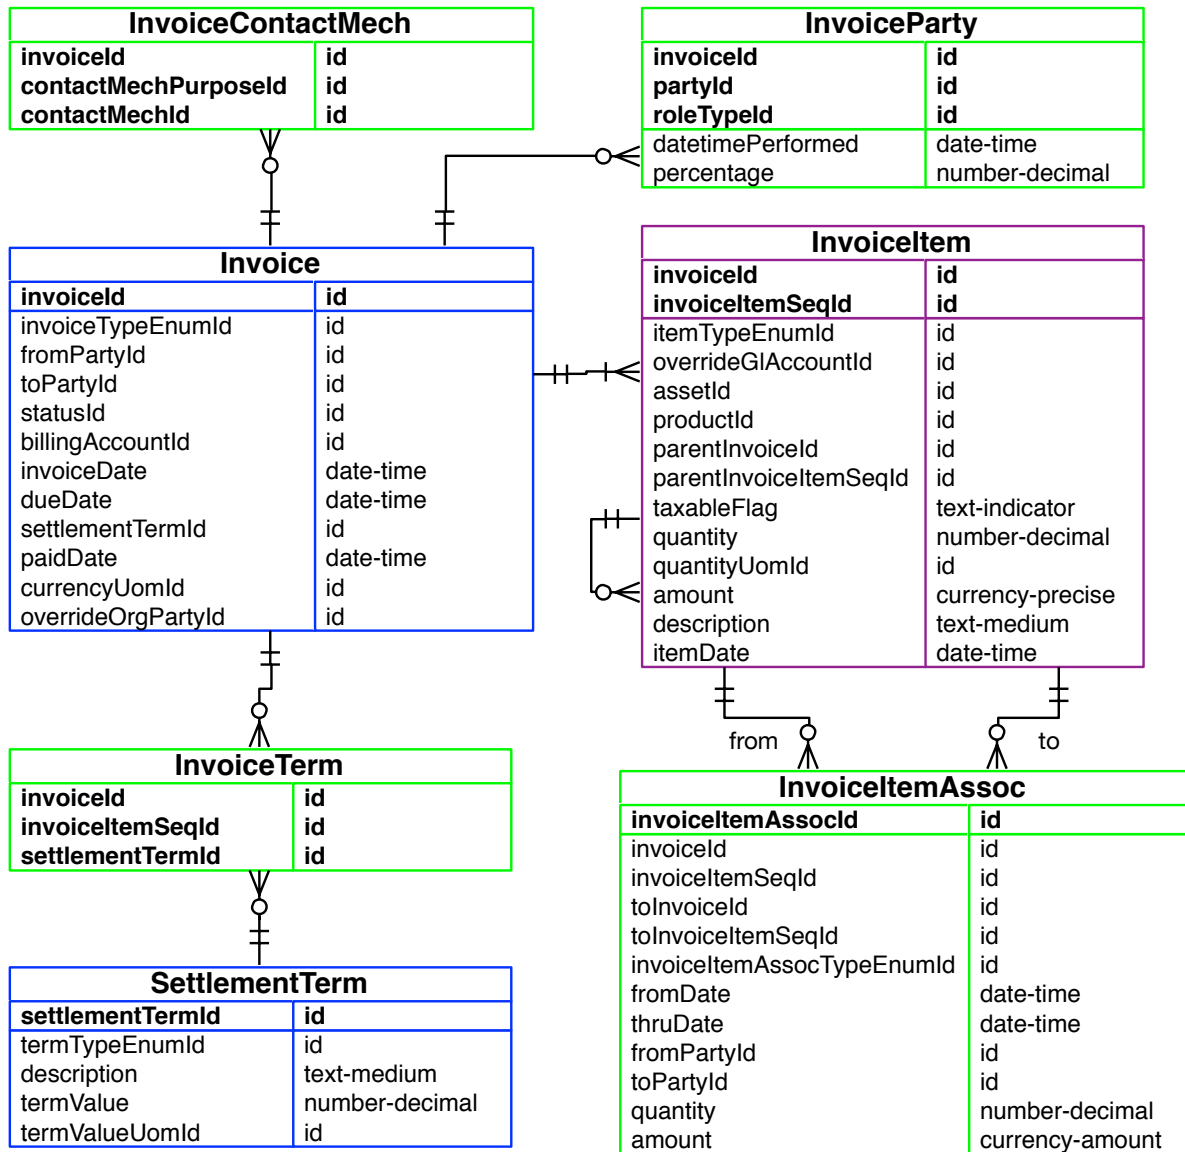 InvoiceContactMech
invoiceId id
contactMechPurposeId id
contactMechId id
InvoiceParty
invoiceId id
partyId id
roleTypeId id
datetimePerformed date-time
percentage number-decimal
Invoice
invoiceId id
invoiceTypeEnumId id
fromPartyId id
toPartyId id
statusId id
billingAccountId id
invoiceDate date-time
dueDate date-time
settlementTermId id
paidDate date-time
currencyUomId id
overrideOrgPartyId id
InvoiceItem
invoiceId id
invoiceItemSeqId id
itemTypeEnumId id
overrideGlAccountId id
assetId id
productId id
parentInvoiceId id
parentInvoiceItemSeqId id
taxableFlag text-indicator
quantity number-decimal
quantityUomId id
amount currency-precise
description text-medium
itemDate date-time
from to
InvoiceTerm
invoiceId id
invoiceItemSeqId id
settlementTermId id
SettlementTerm
settlementTermId id
termTypeEnumId id
description text-medium
termValue number-decimal
termValueUomId id
InvoiceItemAssoc
invoiceItemAssocId id
invoiceId id
invoiceItemSeqId id
toInvoiceId id
toInvoiceItemSeqId id
invoiceItemAssocTypeEnumId id
fromDate date-time
thruDate date-time
fromPartyId id
toPartyId id
quantity number-decimal
amount currency-amount